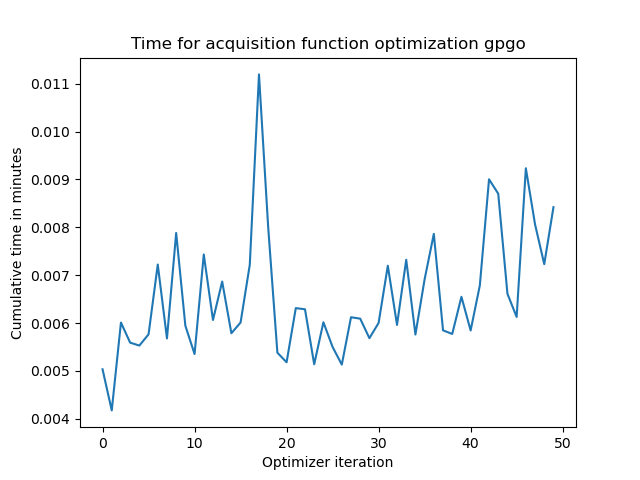 Time for acquisition function optimization gpgo
0.011
0.010
0.009
0.008
0.007
0.006
0.005
0.004
Cumulative time in minutes
0 10 20 30 40 50
Optimizer iteration